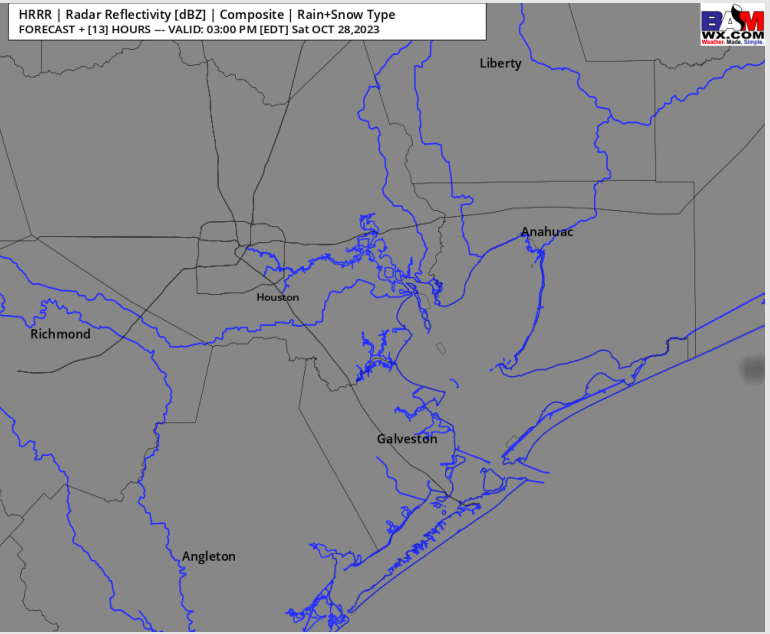 HRRR | Radar Reflectivity [dBZ] | Composite | Rain+Snow Type
FORECAST + [13] HOURS --- VALID: 03:00 PM [EDT] Sat OCT 28,2023
BAM
WX.COM
Weather. Made. Simple.
Liberty
Anahuac
Houston
Richmond
Galveston
Angleton